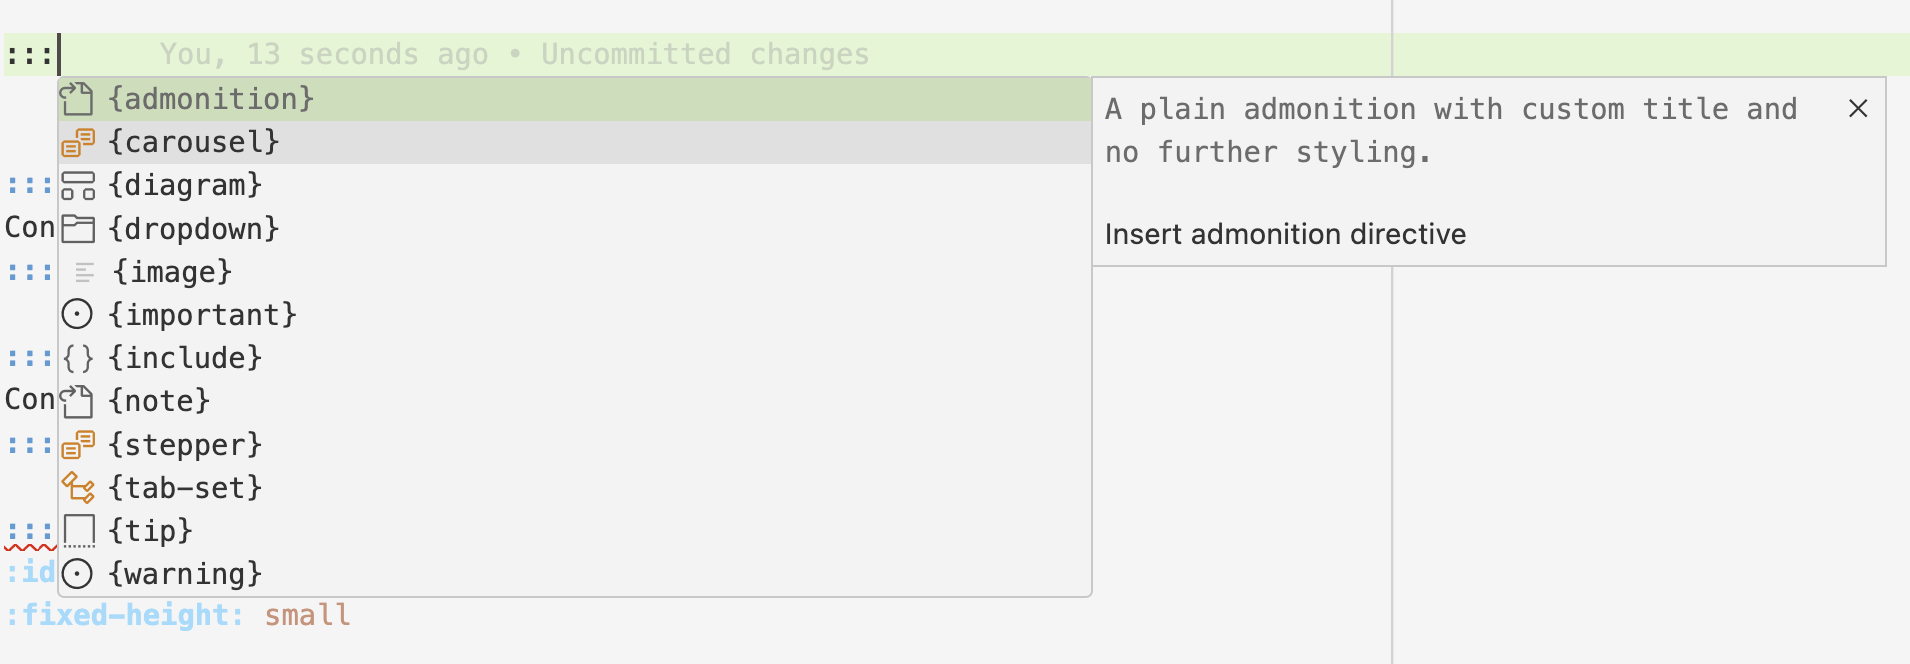 :::	You, 13 seconds ago • Uncommitted changes
{admonition}
A plain admonition with custom title and
no further styling.
Insert admonition directive
{carousel}
::: {diagram}
Con {dropdown}
::: {image}
{important}
::: {include}
Con {note}
::: {stepper}
{tab-set}
::: {tip}
:id {warning}
:fixed-height: small